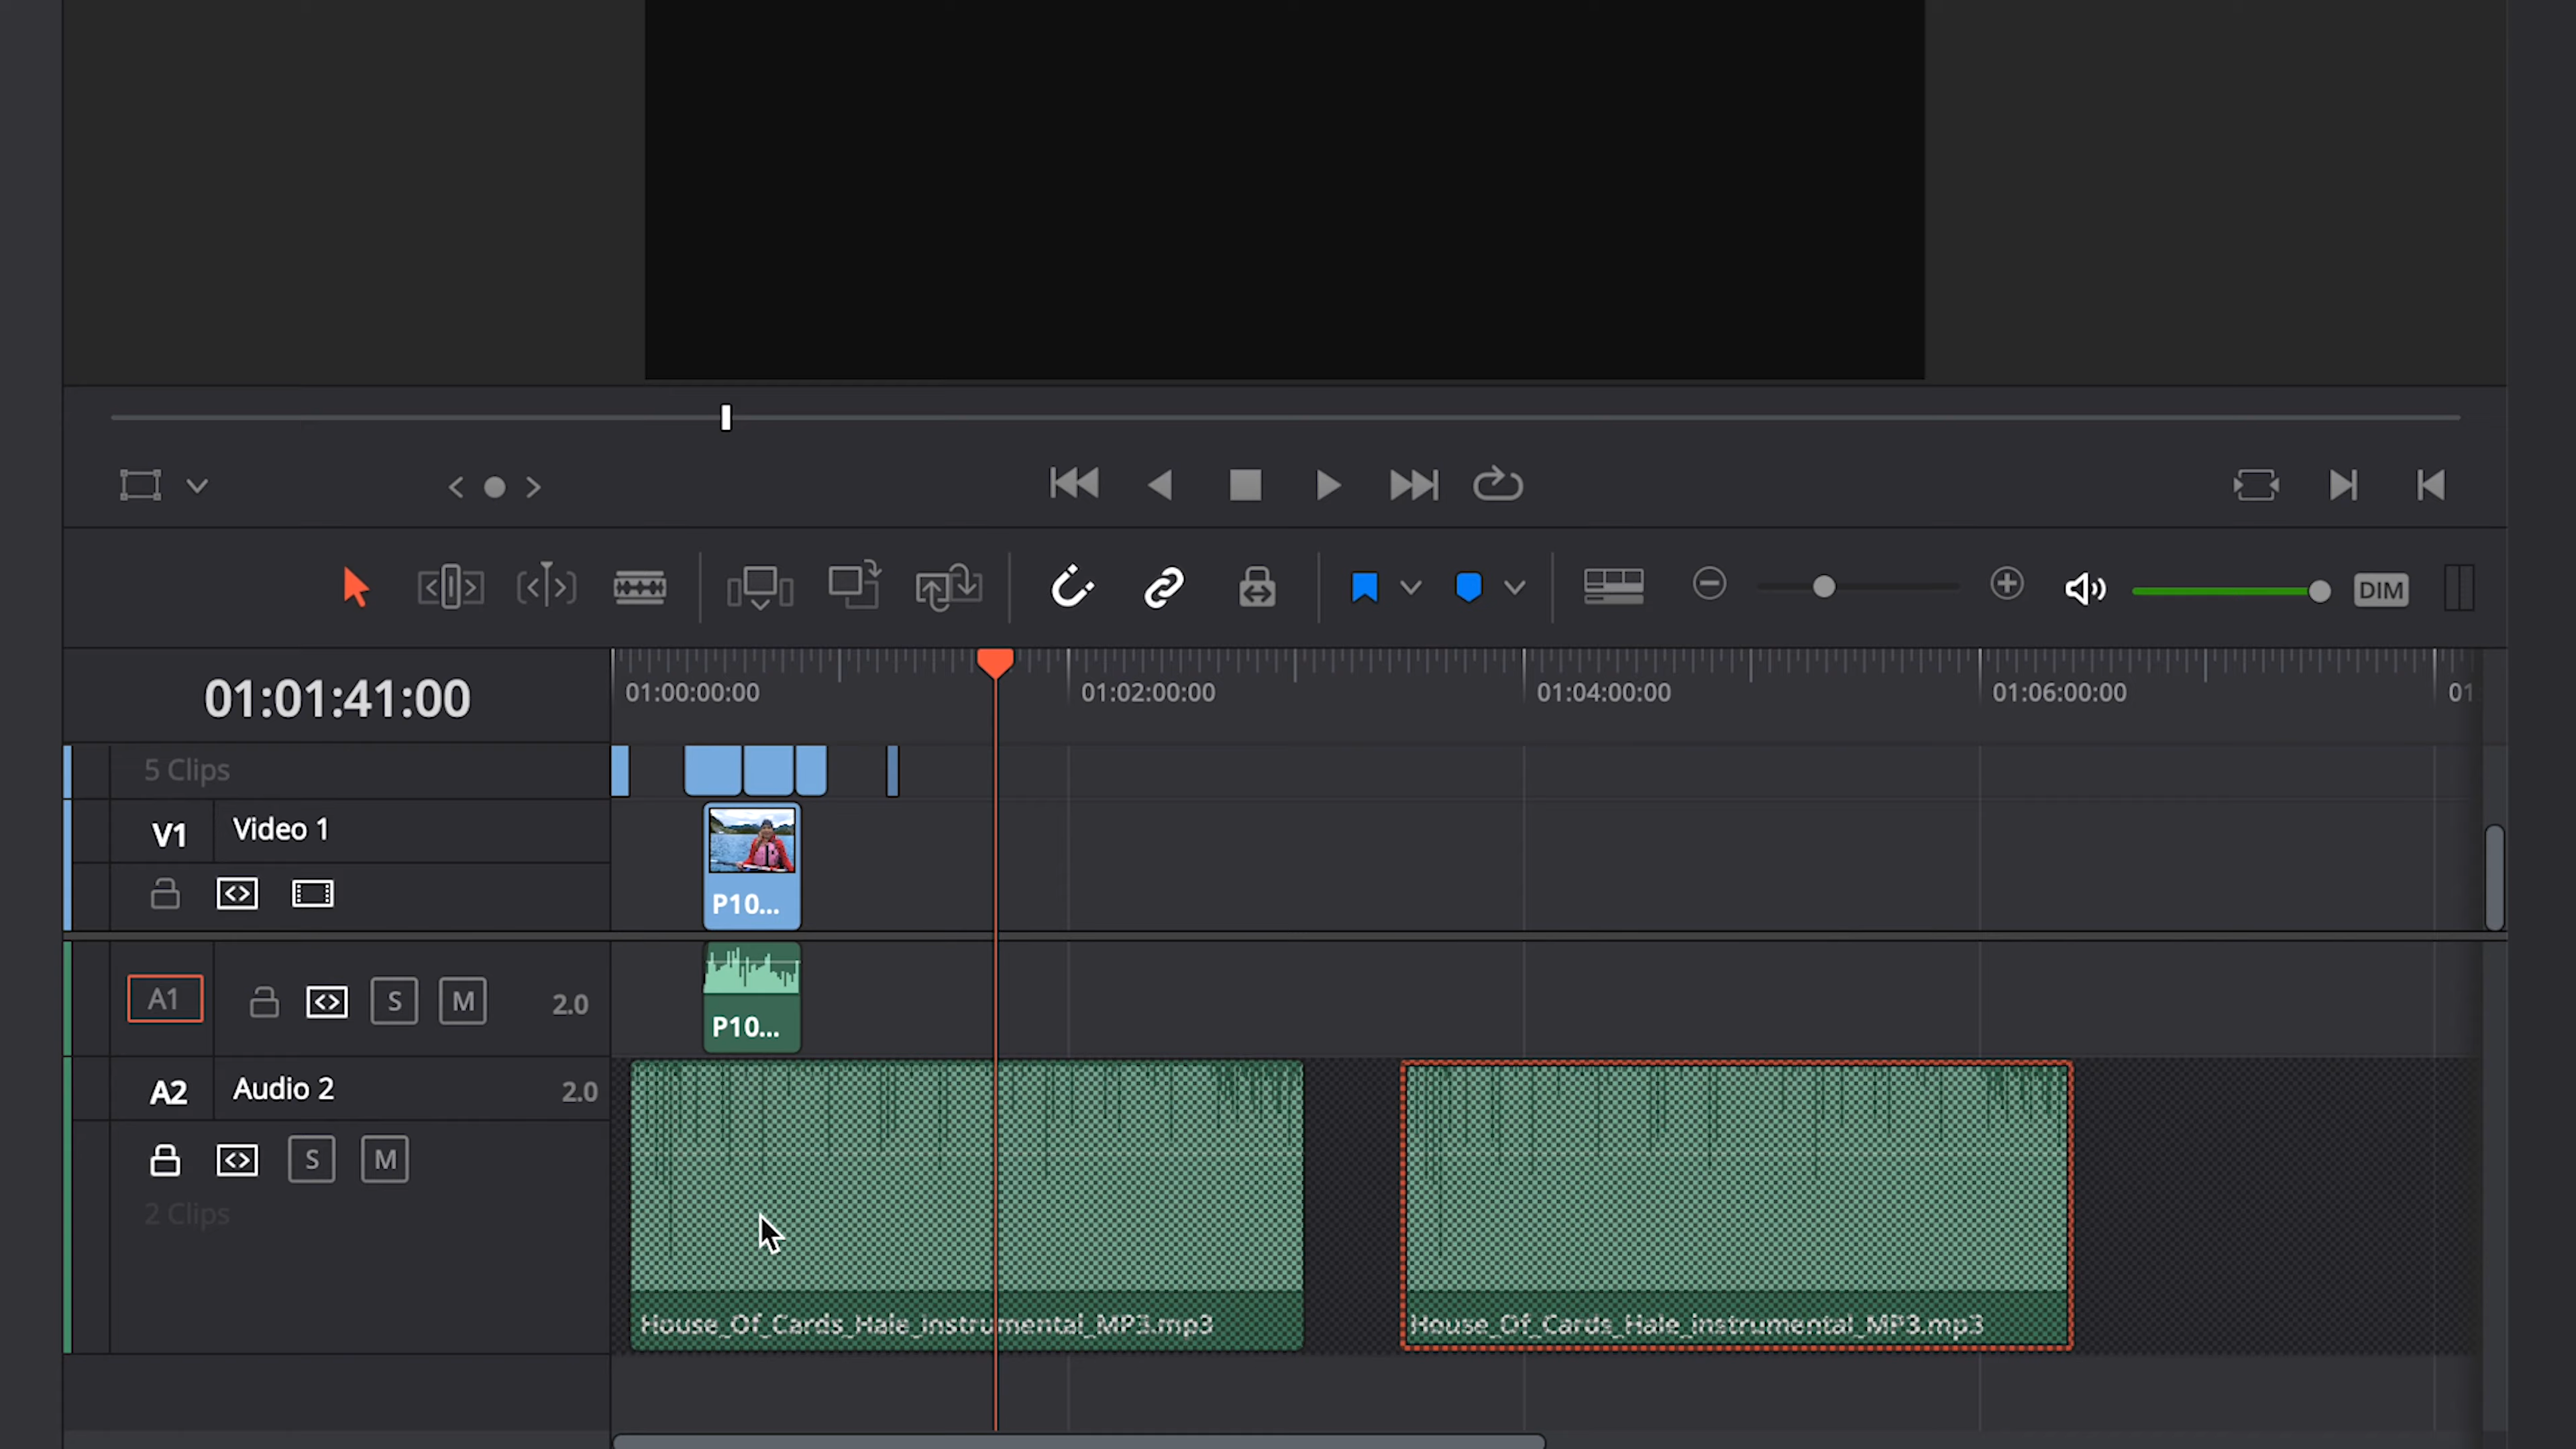 DIM
01:01:41:00
01:00:00:00
01:02:00:00
01:04:00:00
01:06:00:00
01
5 Clips
V1
Video 1
P10...
A1
S
M
2.0
P10...
A2
Audio 2
2.0
S
M
2 Clips
House_Of_Cards_Hale_instrumental_MP3.mp3
House_Of_Cards_Hale_instrumental_MP3.mp3